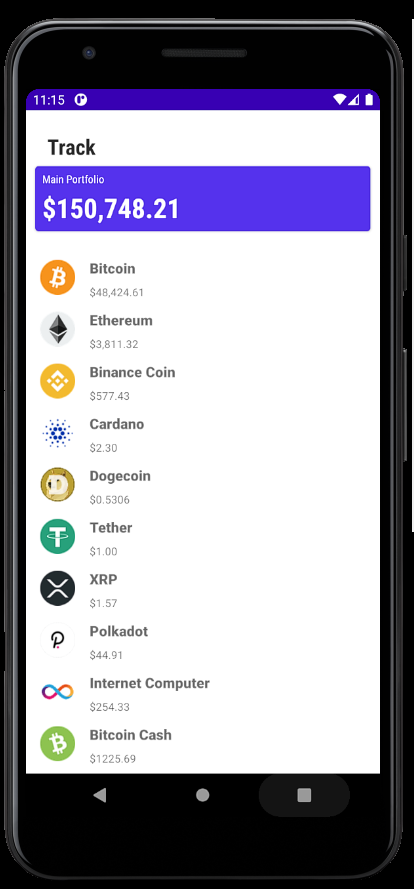 11:15
Track
Main Portfolio
$150,748.21
Bitcoin
$48,424.61
Ethereum
$3,811.32
Binance Coin
$577.43
Cardano
$2.30
Dogecoin
$0.5306
Tether
$1.00
XRP
$1.57
Polkadot
$44.91
Internet Computer
$254.33
Bitcoin Cash
$1225.69